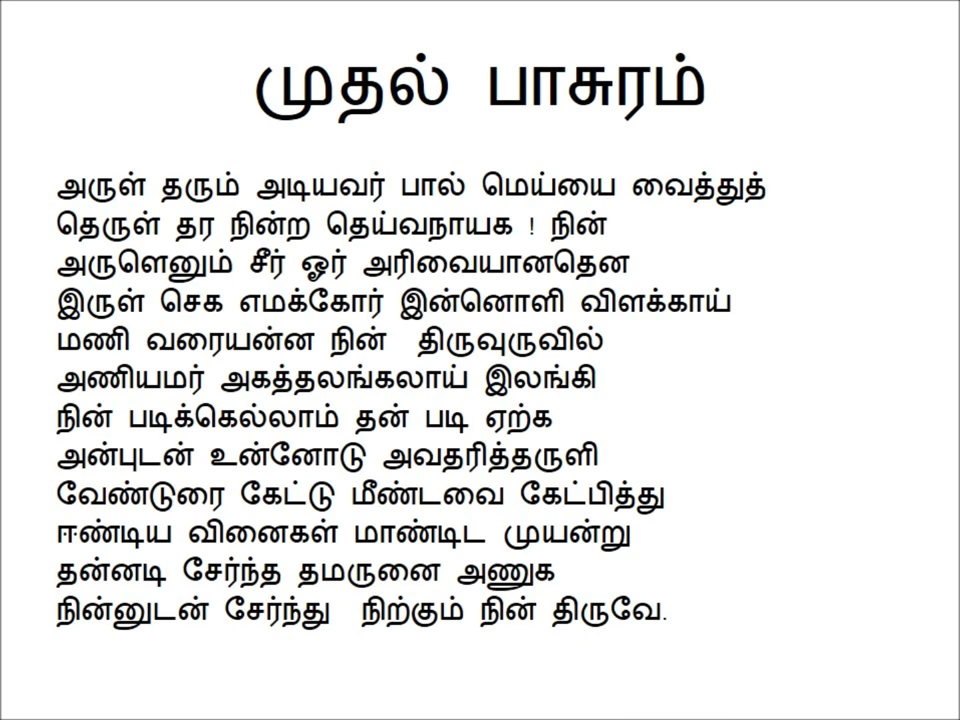 முதல் பாசுரம்
அருள் தரும் அடியவர் பால் மெய்யை வைத்துத்
தெருள் தர நின்ற தெய்வநாயக ! நின்
அருளெனும் சீர் ஓர் அரிவையானதென
இருள் செக எமக்கோர் இன்னொளி விளக்காய்
மணி வரையன்ன நின் திருவுருவில்
அணியமர் அகத்தலங்கலாய் இலங்கி
நின் படிக்கெல்லாம் தன் படி ஏற்க
அன்புடன் உன்னோடு அவதரித்தருளி
வேண்டுரை கேட்டு மீண்டவை கேட்பித்து
ஈண்டிய வினைகள் மாண்டிட முயன்று
தன்னடி சேர்ந்த தமருனை அணுக
நின்னுடன் சேர்ந்து நிற்கும் நின் திருவே.